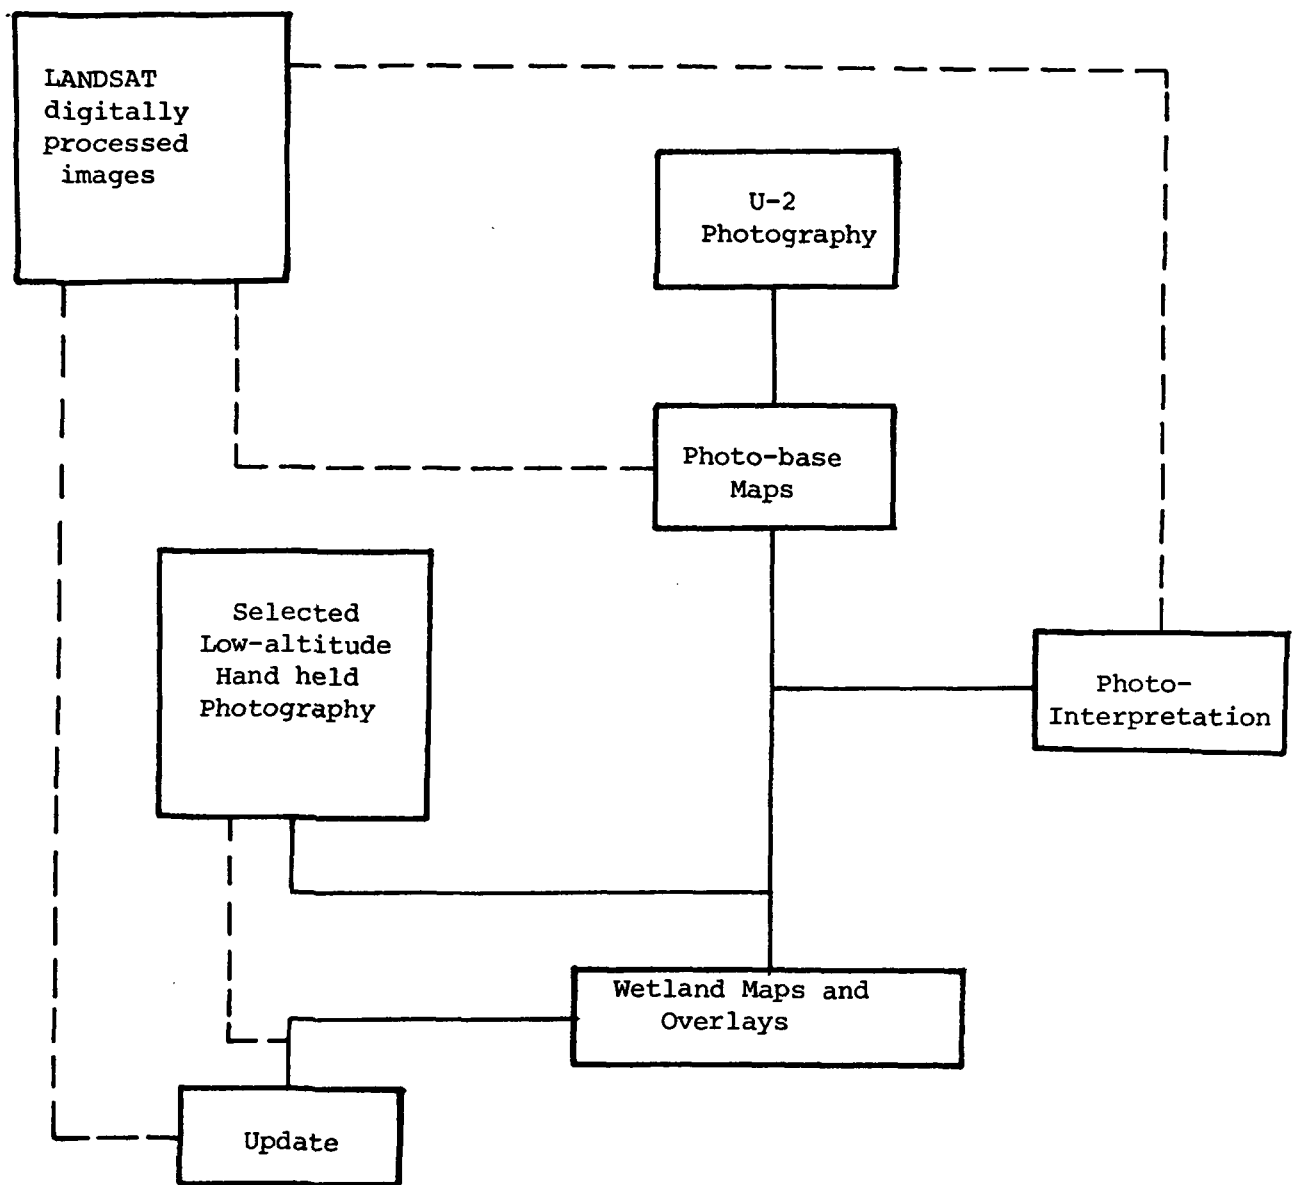 LANDSAT
digitally
processed
images
U-2
Photography
Photo-base
Maps
Selected
Low-altitude
Hand held
Photography
Photo-
Interpretation
Wetland Maps and
Overlays
Update